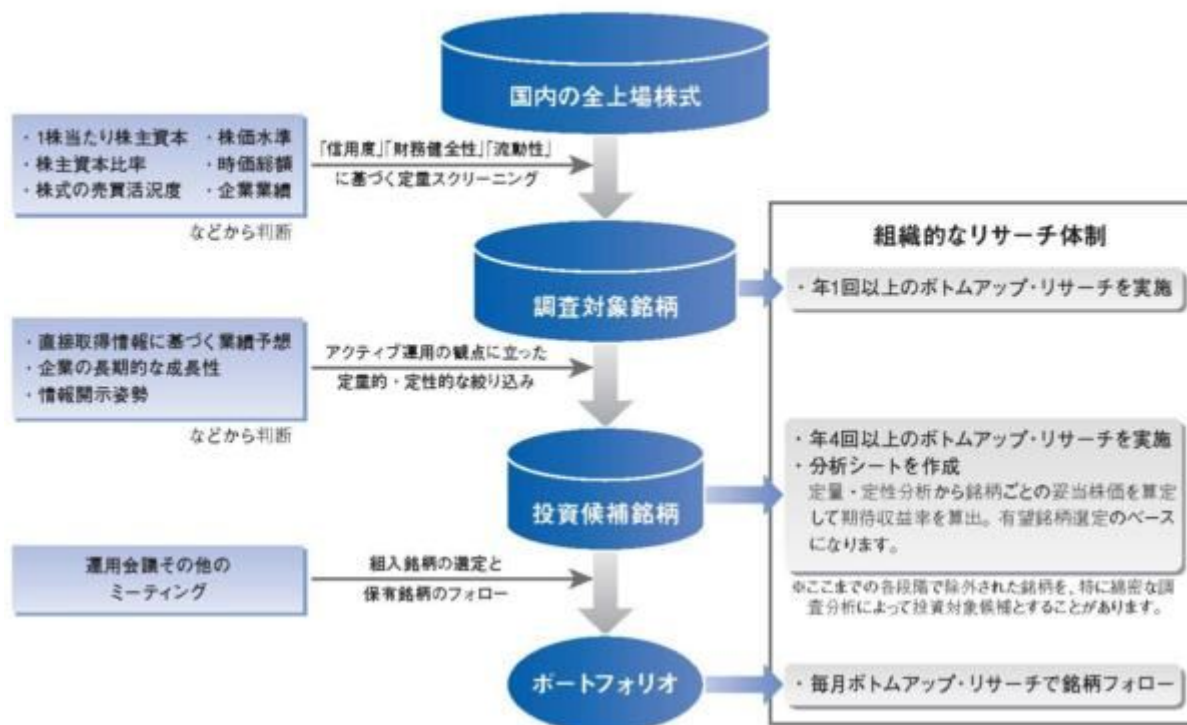 国内の全上場株式
・1株当たり株主資本 ・株価水準
・株主資本比率 ・時価総額
・株式の売買活況度 ・企業業績
などから判断
「信用度」「財務健全性」「流動性」
に基づく定量スクリーニング
調査対象銘柄
組織的なリサーチ体制
・年1回以上のボトムアップ・リサーチを実施
・直接取得情報に基づく業績予想
・企業の長期的な成長性
・情報開示姿勢
などから判断
アクティブ運用の観点に立った
定量的・定性的な絞り込み
投資候補銘柄
・年4回以上のボトムアップ・リサーチを実施
・分析シートを作成
定量・定性分析から銘柄ごとの妥当株価を算定
して期待収益率を算出。有望銘柄選定のベース
になります。
※ここまでの各段階で除外された銘柄を、特に綿密な調
査分析によって投資対象候補とすることがあります。
運用会議その他の
ミーティング
組入銘柄の選定と
保有銘柄のフォロー
ポートフォリオ
・毎月ボトムアップ・リサーチで銘柄フォロー